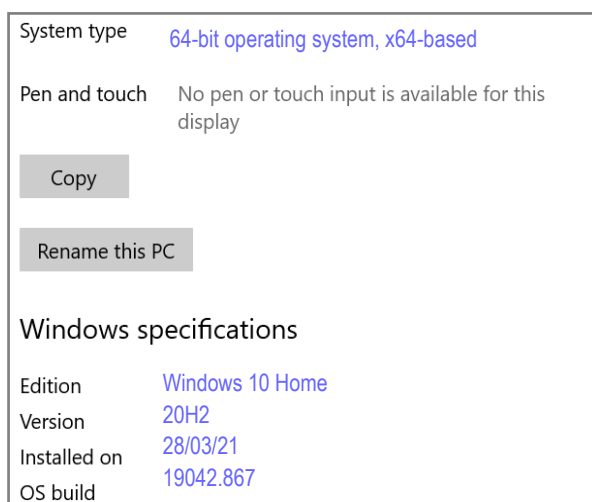 System type 64-bit operating system, x64-based
Pen and touch No pen or touch input is available for this
display
Copy
Rename this PC
Windows specifications
Edition Windows 10 Home
Version 20H2
Installed on 28/03/21
OS build 19042.867